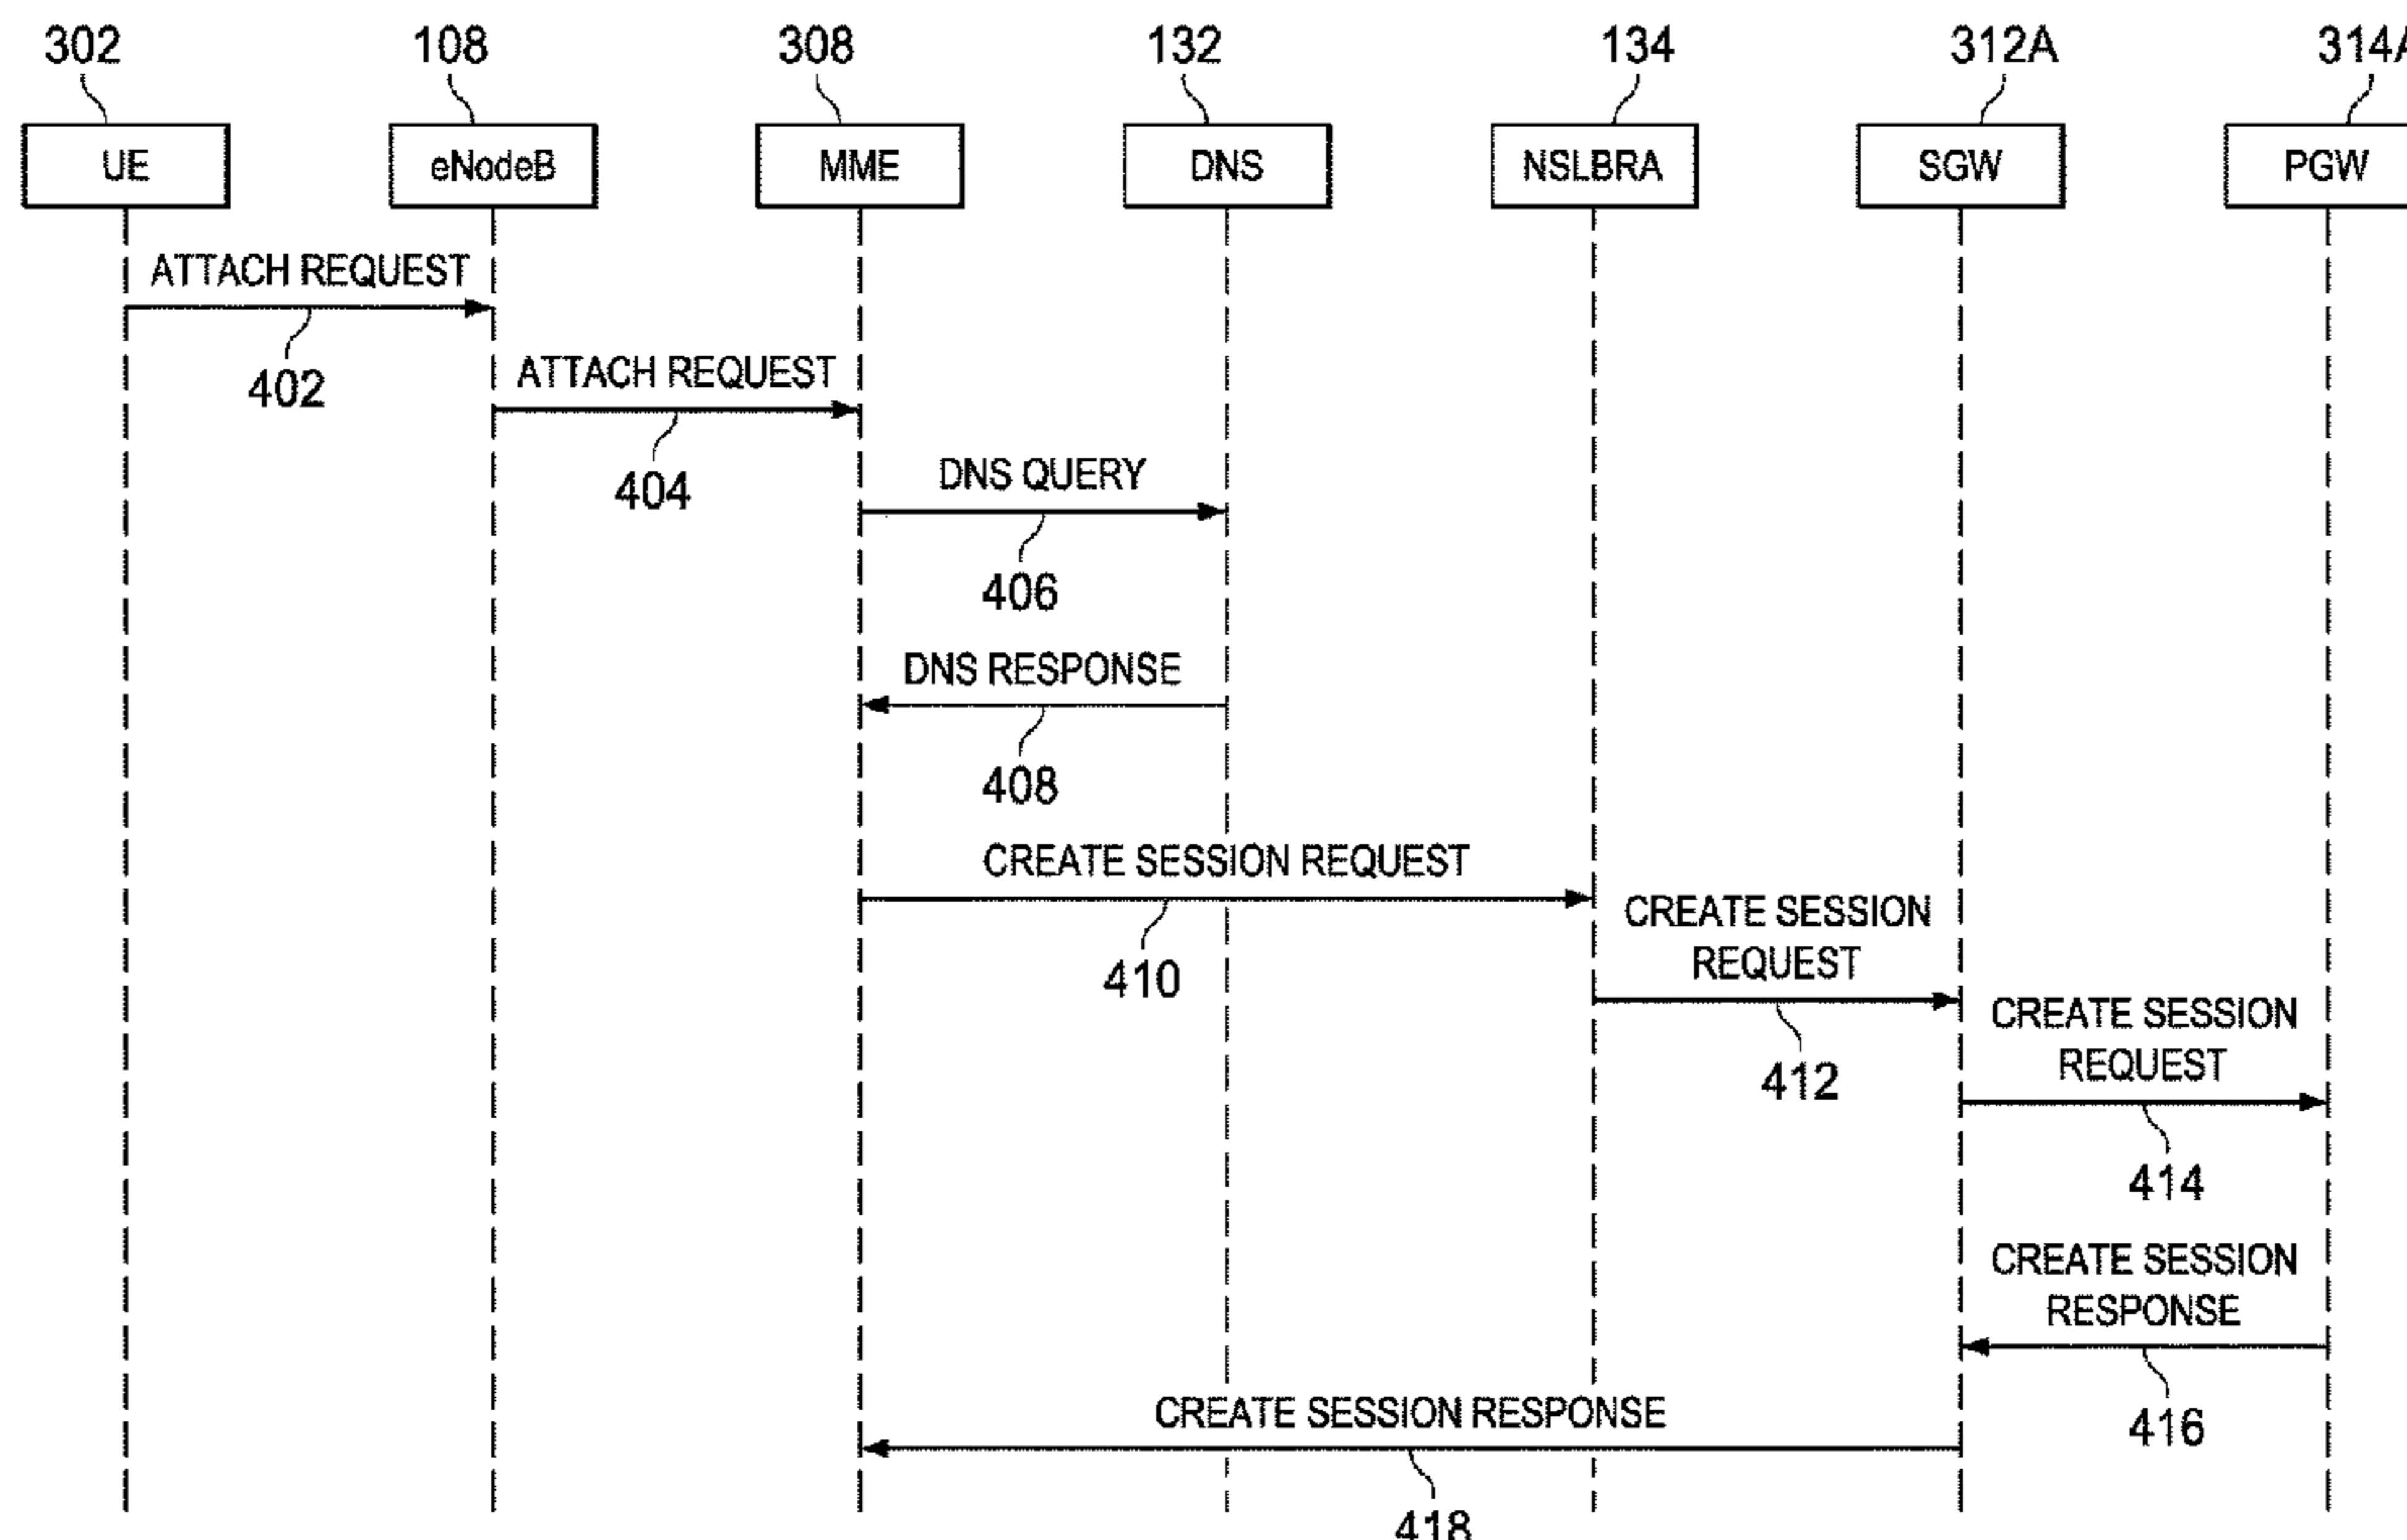 302 108 308 132 134 312A 314A
UE eNodeB MME DNS NSLBRA SGW PGW
ATTACH REQUEST
402
ATTACH REQUEST
404
DNS QUERY
406
DNS RESPONSE
408
CREATE SESSION REQUEST
410
CREATE SESSION
REQUEST
412
CREATE SESSION
REQUEST
414
CREATE SESSION
RESPONSE
416
CREATE SESSION RESPONSE
418